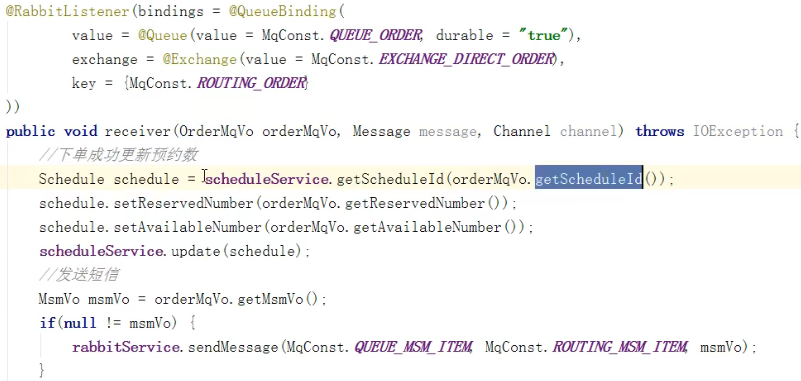 @RabbitListener(bindings = @QueueBinding(
value = @Queue(value = MqConst.QUEUE_ORDER, durable = "true"),
exchange = @Exchange(value = MqConst.EXCHANGE_DIRECT_ORDER),
key = {MqConst.ROUTING_ORDER}
))
public void receiver(OrderMqVo orderMqVo, Message message, Channel channel) throws IOException {
//下单成功更新预约数
Schedule schedule = scheduleService.getScheduleId(orderMqVo.getScheduleId());
schedule.setReservedNumber(orderMqVo.getReservedNumber());
schedule.setAvailableNumber(orderMqVo.getAvailableNumber());
scheduleService.update(schedule);
//发送短信
MsmVo msmVo = orderMqVo.getMsmVo();
if(null != msmVo) {
rabbitService.sendMessage(MqConst.QUEUE_MSM_ITEM, MqConst.ROUTING_MSM_ITEM, msmVo);
}